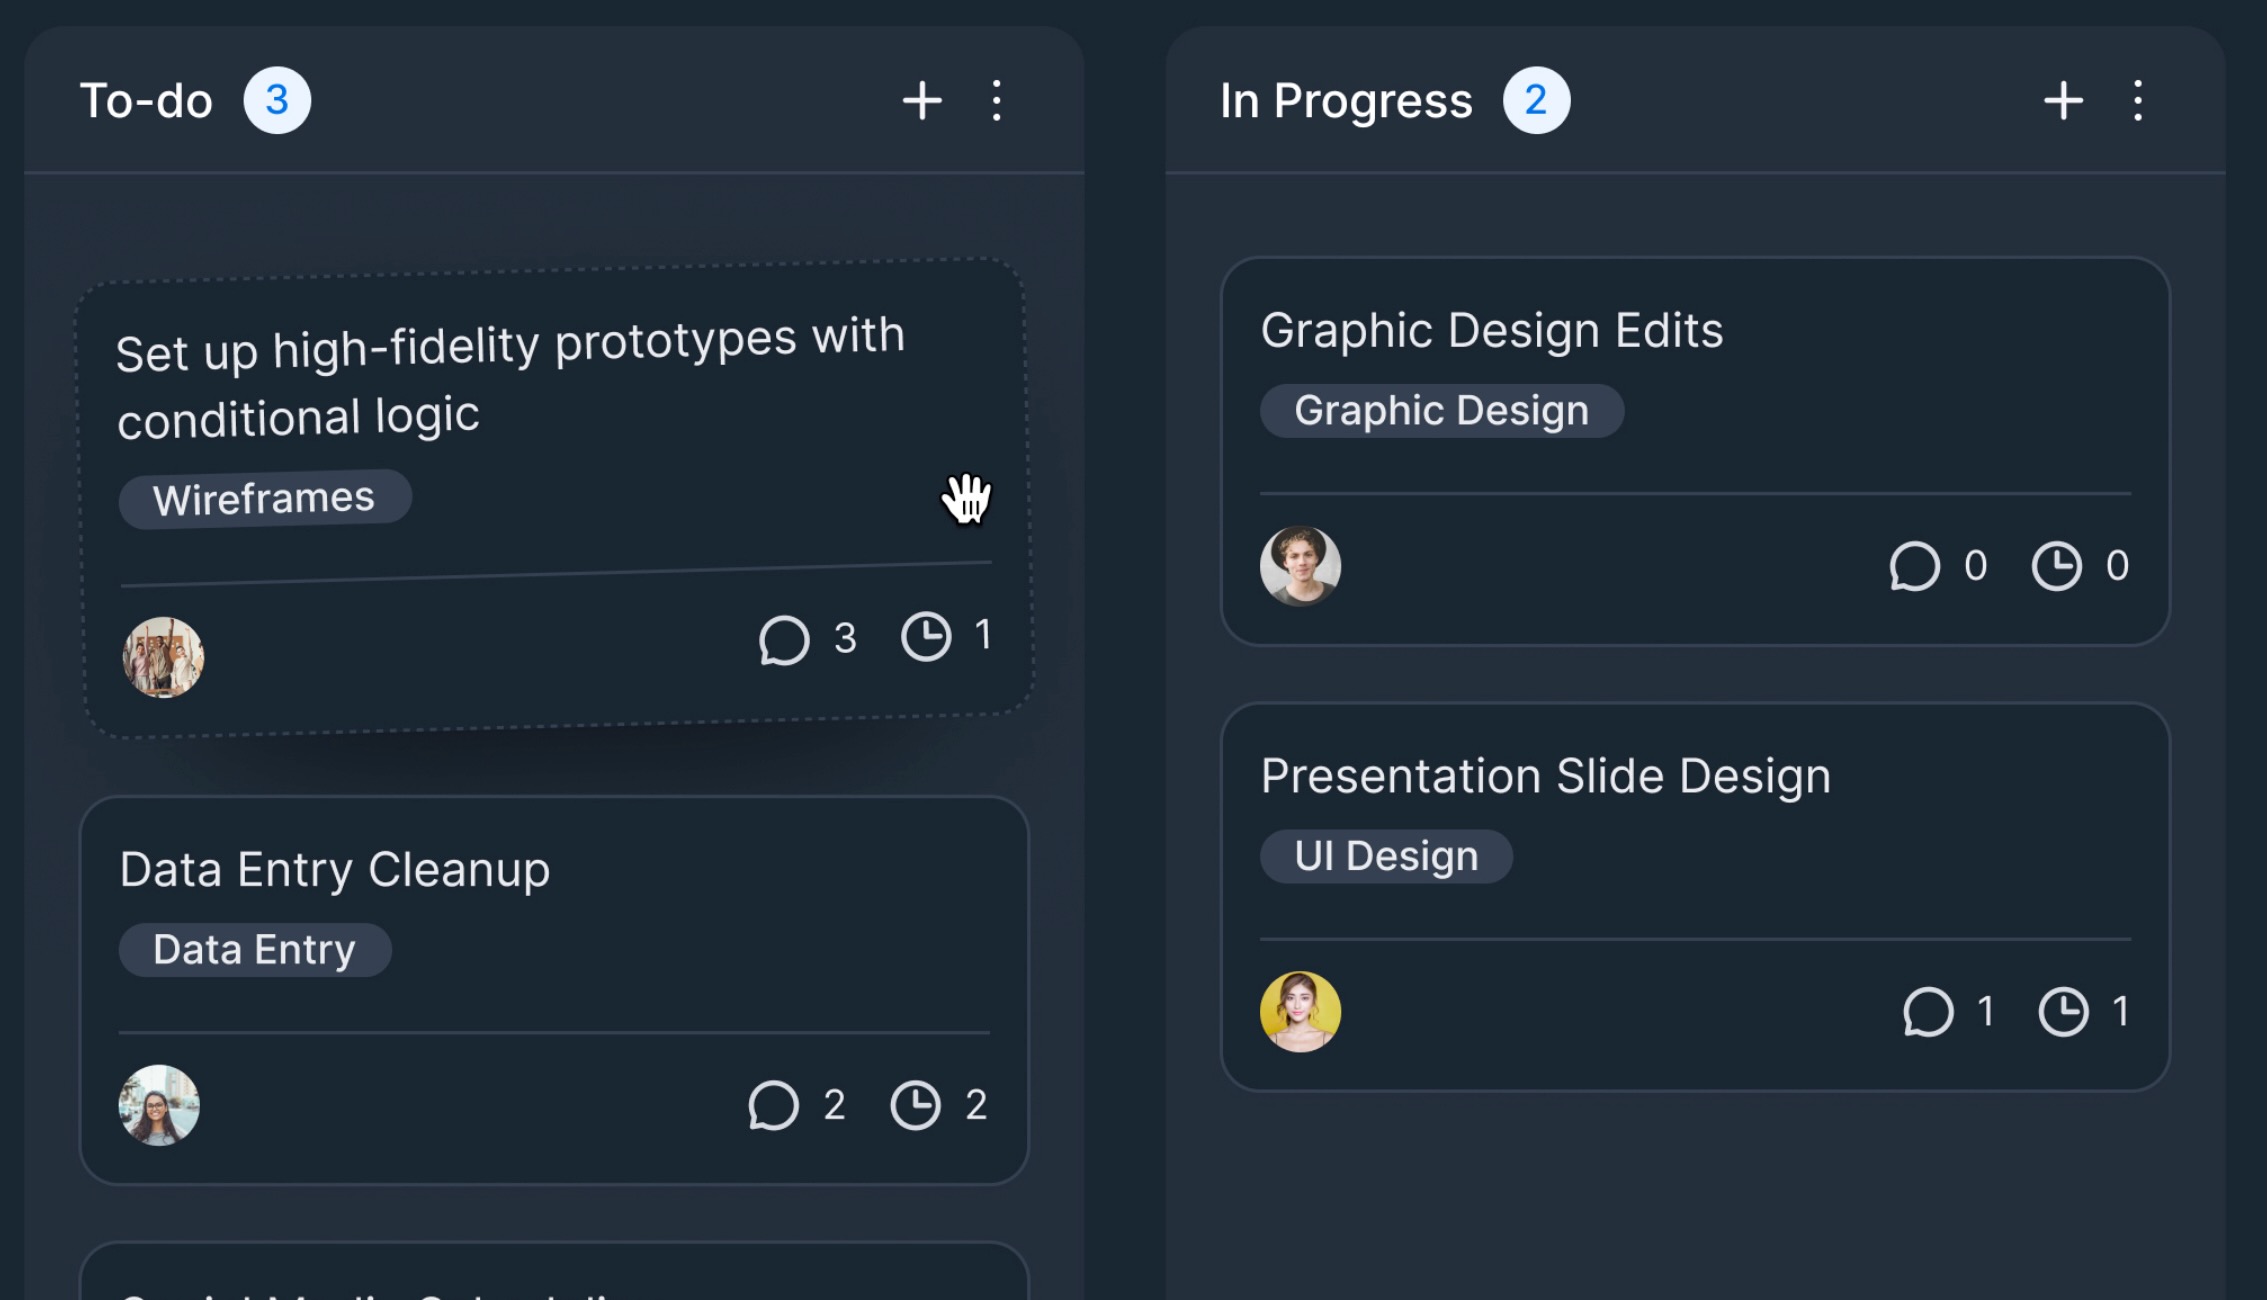 To-do 3
Set up high-fidelity prototypes with
conditional logic
Wireframes
3 1
Data Entry Cleanup
Data Entry
2 2
In Progress 2
Graphic Design Edits
Graphic Design
0 0
Presentation Slide Design
UI Design
1 1